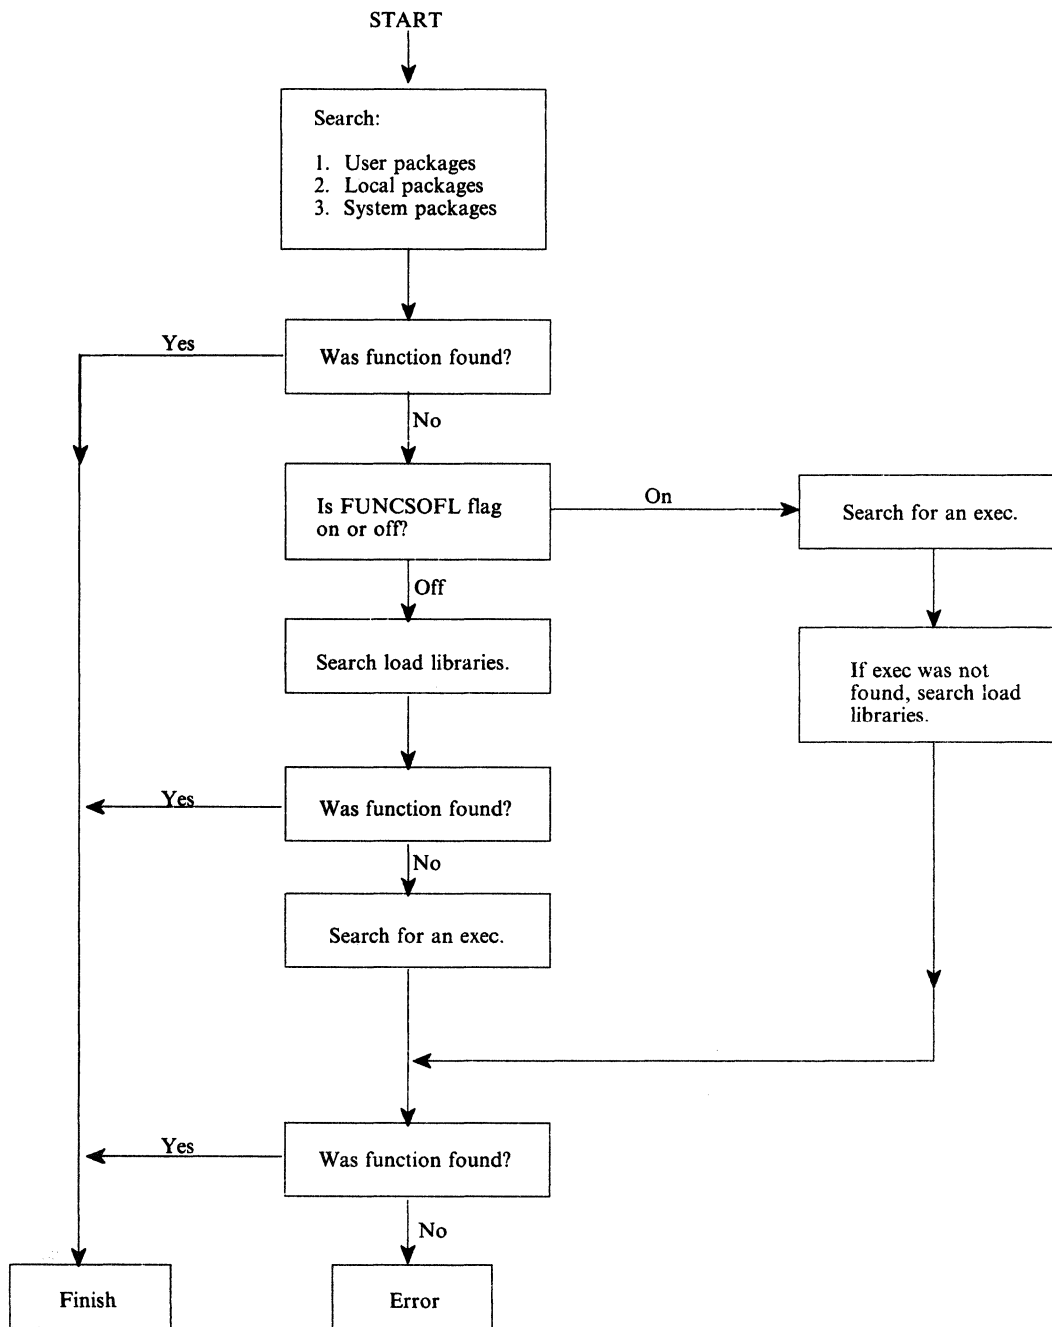 START
Search:
1. User packages
2. Local packages
3. System packages
Yes
Was function found?
No
Is FUNCSOFL flag
on or off?
On
Search for an exec.
Off
Search load libraries.
If exec was not
found, search load
libraries.
Yes
Was function found?
No
Search for an exec.
Yes
Was function found?
No
Finish
Error